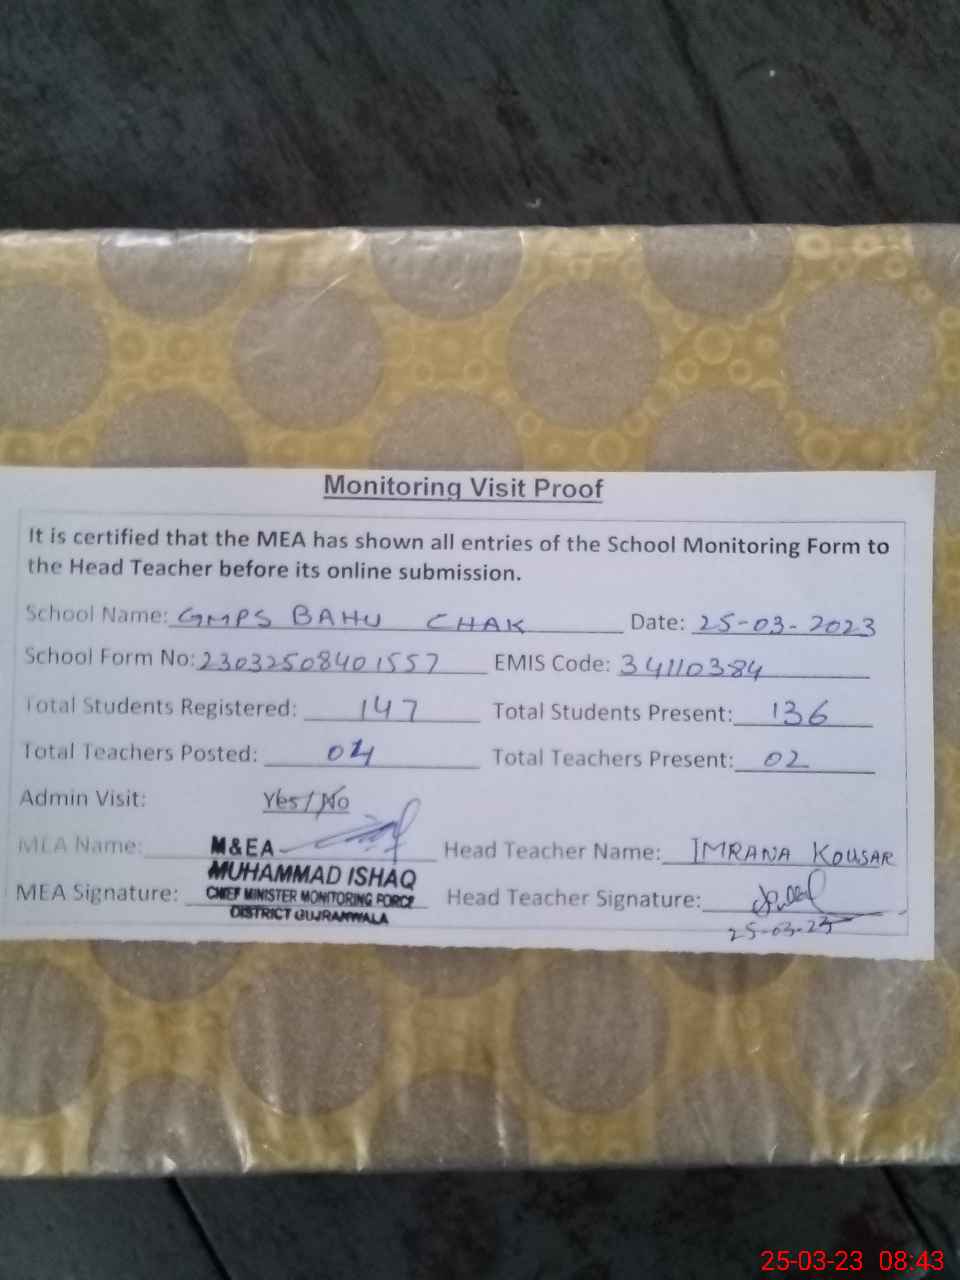 Monitoring Visit Proof
It is certified that the MEA has shown all entries of the School Monitoring Form to
the Head Teacher before its online submission.
School Name: GMPS BAHU CHAK Date: 25-03-2023
School Form No: 23032508401557 EMIS Code: 34110384
Total Students Registered: 147 Total Students Present: 136
Total Teachers Posted: 04 Total Teachers Present: 02
Admin Visit: Yes/No
MEA Name: M&EA Head Teacher Name: IMRANA KOUSAR
MUHAMMAD ISHAQ
MEA Signature: CHIEF MINISTER MONITORING FORCE Head Teacher Signature:
DISTRICT GUJRANWALA
25-03-23
25-03-23 08:43